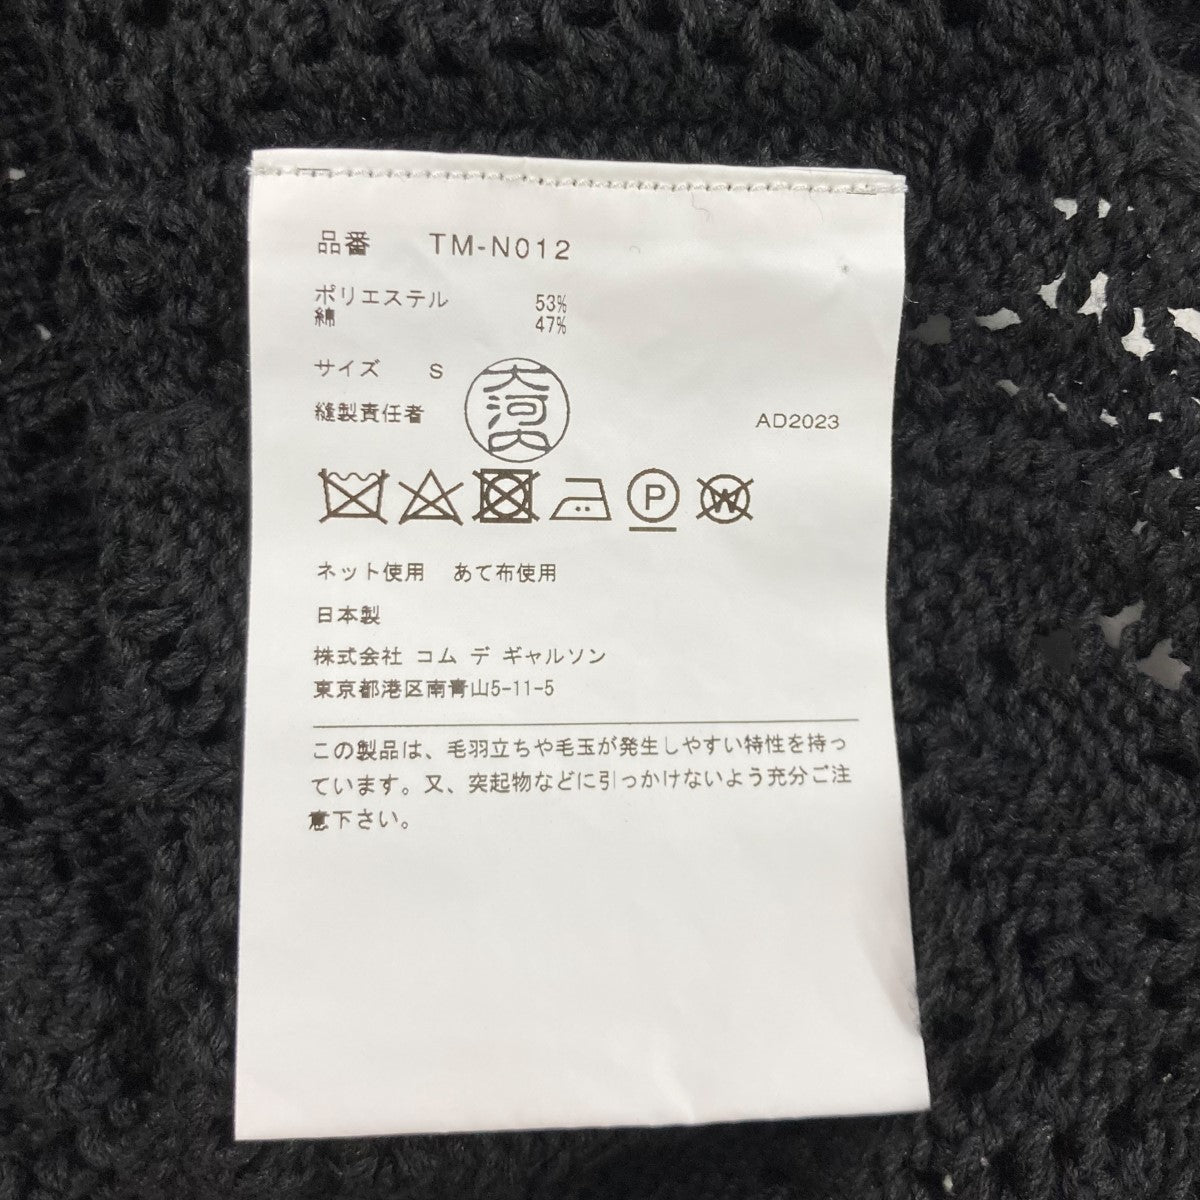 品番 TM-N012
ポリエステル 53%
綿 47%
サイズ S
縫製責任者 大河内
AD2023
P W
ネット使用 あて布使用
日本製
株式会社 コム デ ギャルソン
東京都港区南青山5-11-5
この製品は、毛羽立ちや毛玉が発生しやすい特性を持っ
ています。又、突起物などに引っかけないよう充分ご注
意下さい。